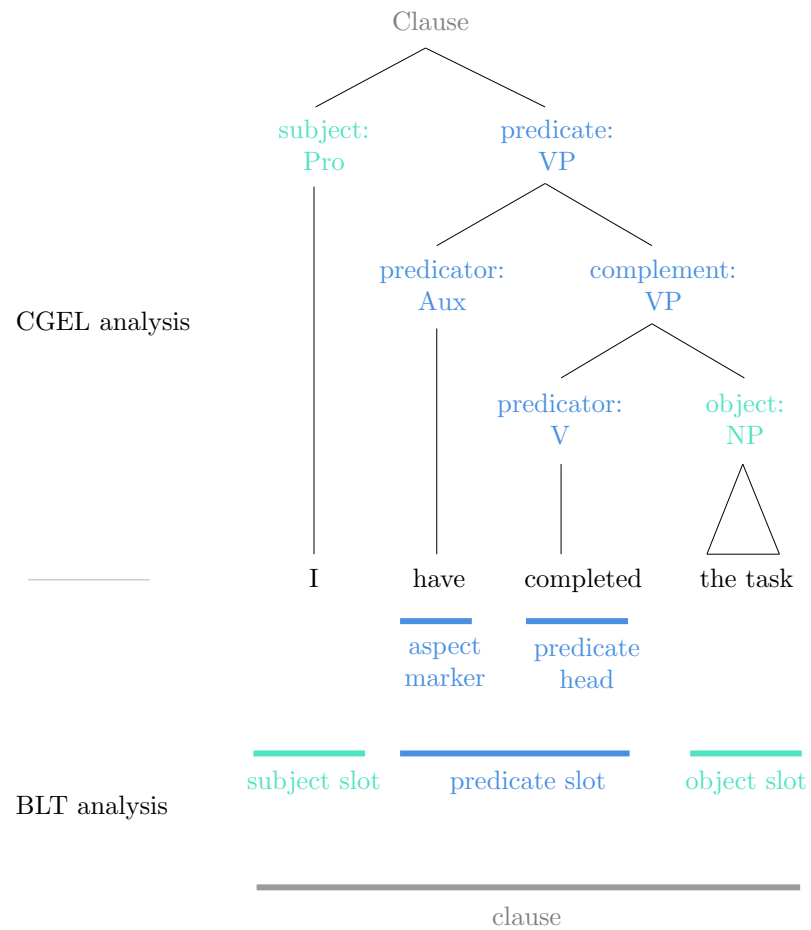 Clause
subject: predicate:
Pro VP
predicator: complement:
Aux VP
CGEL analysis
predicator: object:
V NP
I have completed the task
aspect predicate
marker head
subject slot predicate slot object slot
BLT analysis
clause